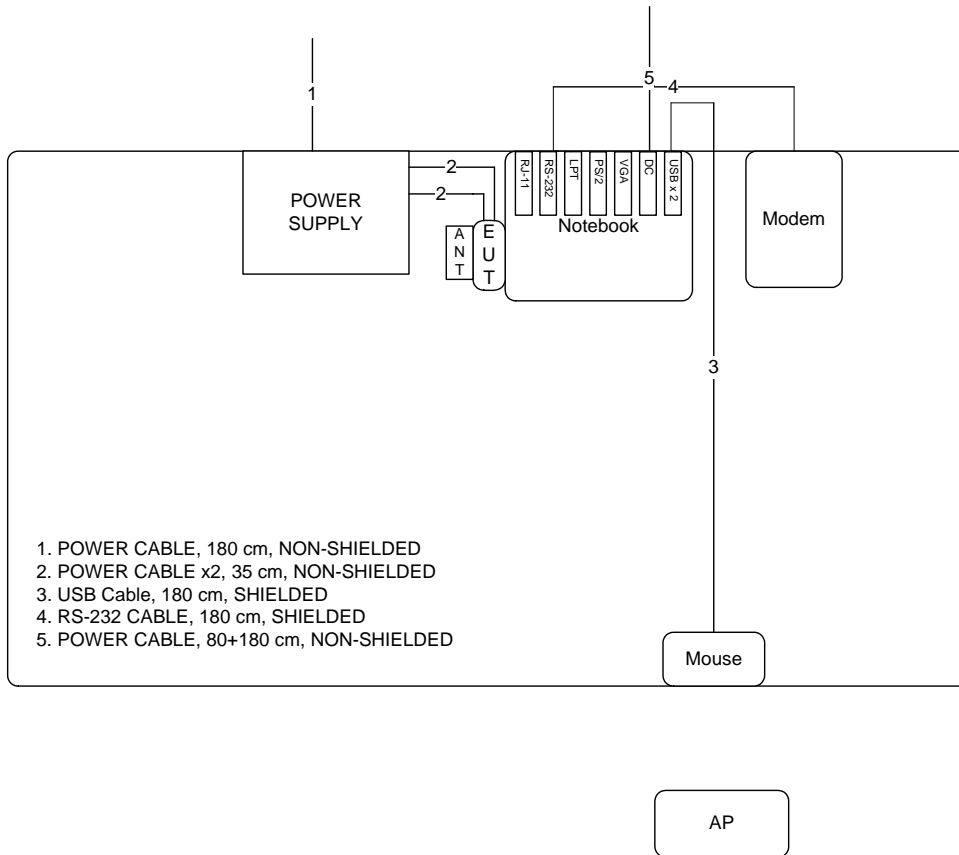 5
4
1
2
2
POWER
SUPPLY
RJ-11
RS-232
LPT
PS/2
VGA
DC
USB x 2
Notebook
Modem
A
N
T
E
U
T
3
1. POWER CABLE, 180 cm, NON-SHIELDED
2. POWER CABLE x2, 35 cm, NON-SHIELDED
3. USB Cable, 180 cm, SHIELDED
4. RS-232 CABLE, 180 cm, SHIELDED
5. POWER CABLE, 80+180 cm, NON-SHIELDED
Mouse
AP